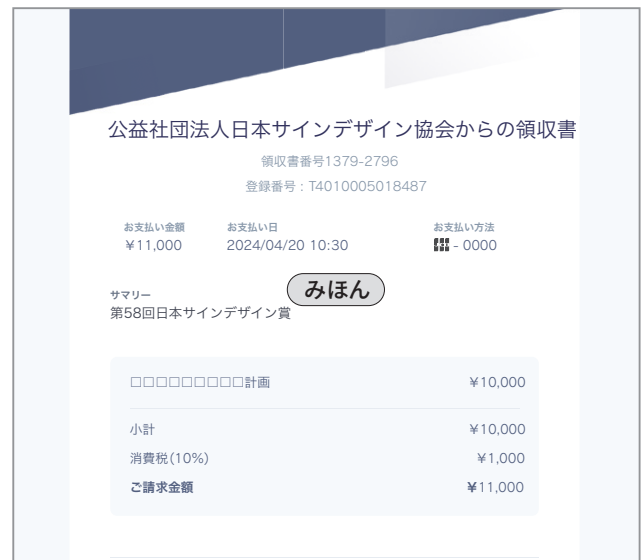 公益社団法人日本サインデザイン協会からの領収書
領収書番号1379-2796
登録番号：T4010005018487
お支払い金額 お支払い日 お支払い方法
¥11,000 2024/04/20 10:30 - 0000
みほん
サマリー
第58回日本サインデザイン賞
□□□□□□□□□計画 ¥10,000
小計 ¥10,000
消費税(10%) ¥1,000
ご請求金額 ¥11,000